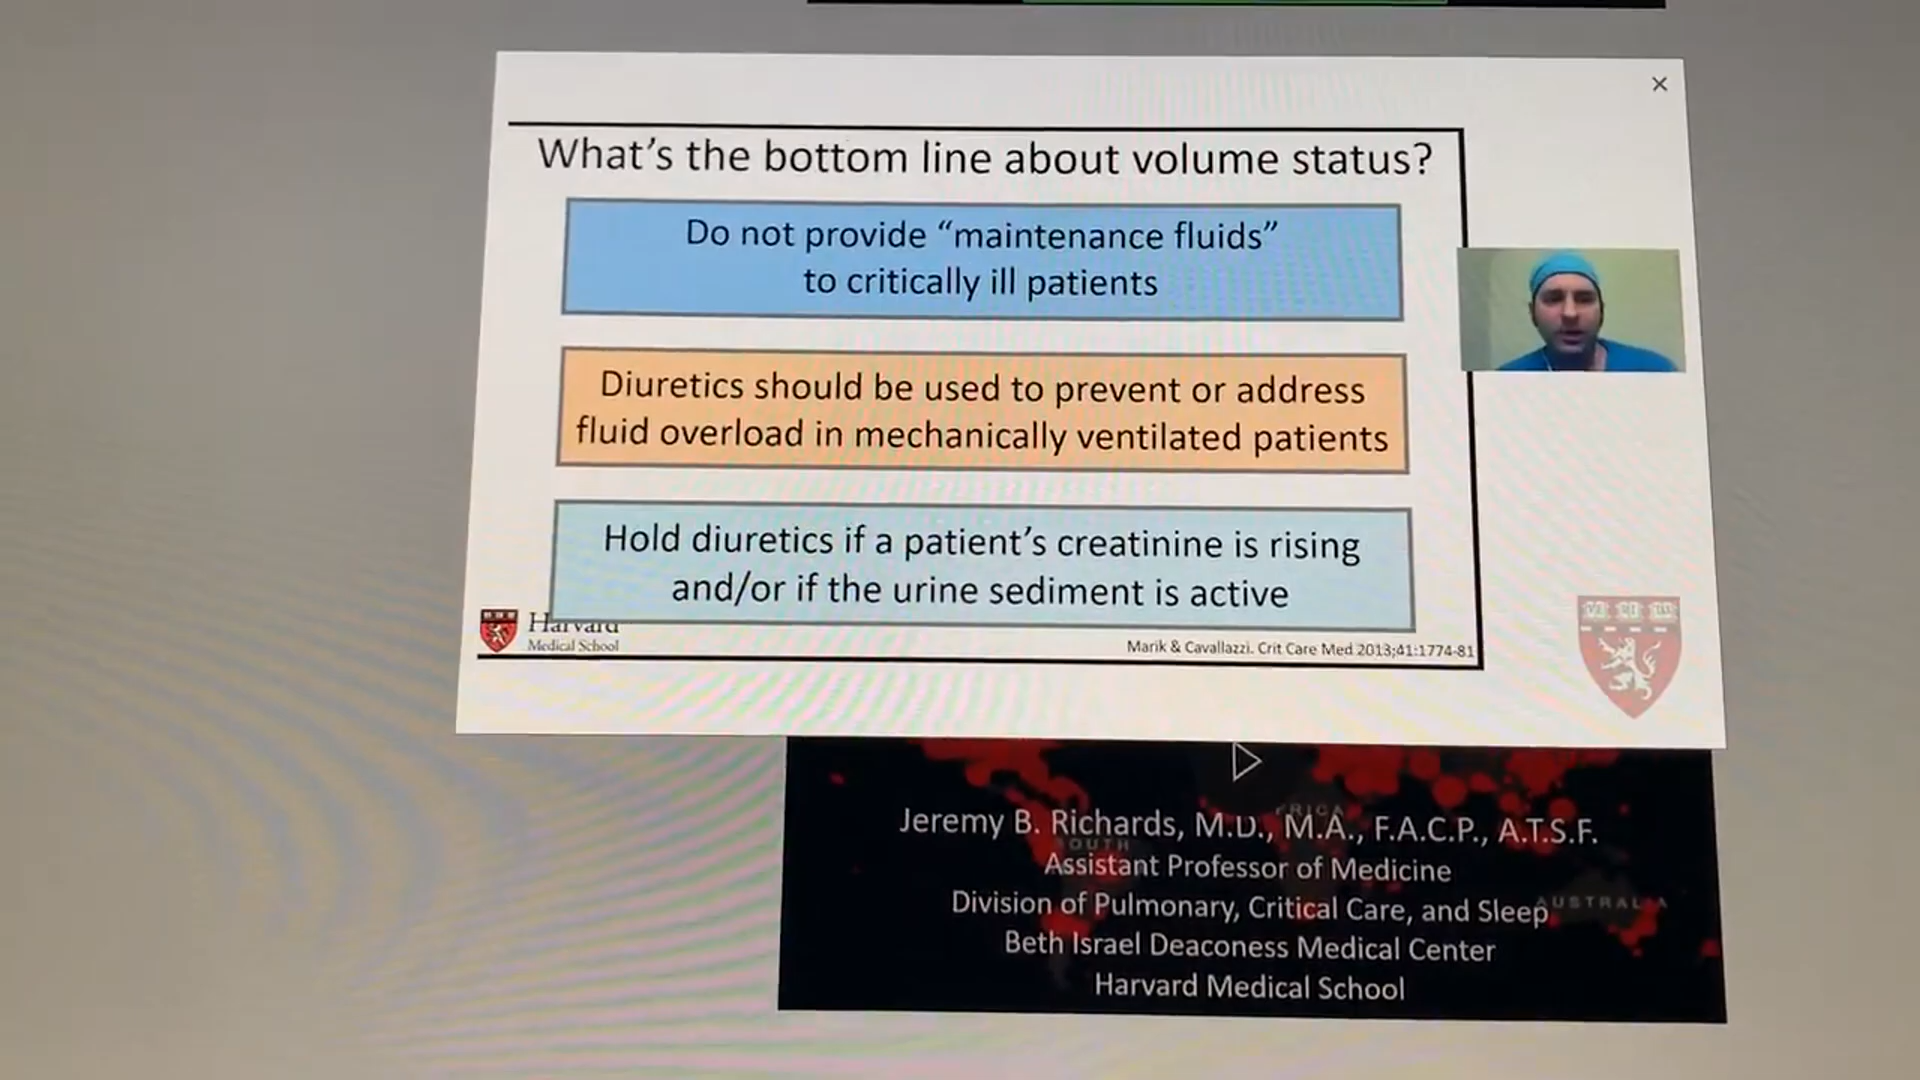 What's the bottom line about volume status?
Do not provide “maintenance fluids”
to critically ill patients
Diuretics should be used to prevent or address
fluid overload in mechanically ventilated patients
Hold diuretics if a patient's creatinine is rising
and/or if the urine sediment is active
Harvard
Medical School
Marik & Cavallazzi. Crit Care Med 2013;41:1774-81
Jeremy B. Richards, M.D., M.A., F.A.C.P., A.T.S.F.
Assistant Professor of Medicine
Division of Pulmonary, Critical Care, and Sleep
AUSTRALIA
Beth Israel Deaconess Medical Center
Harvard Medical School